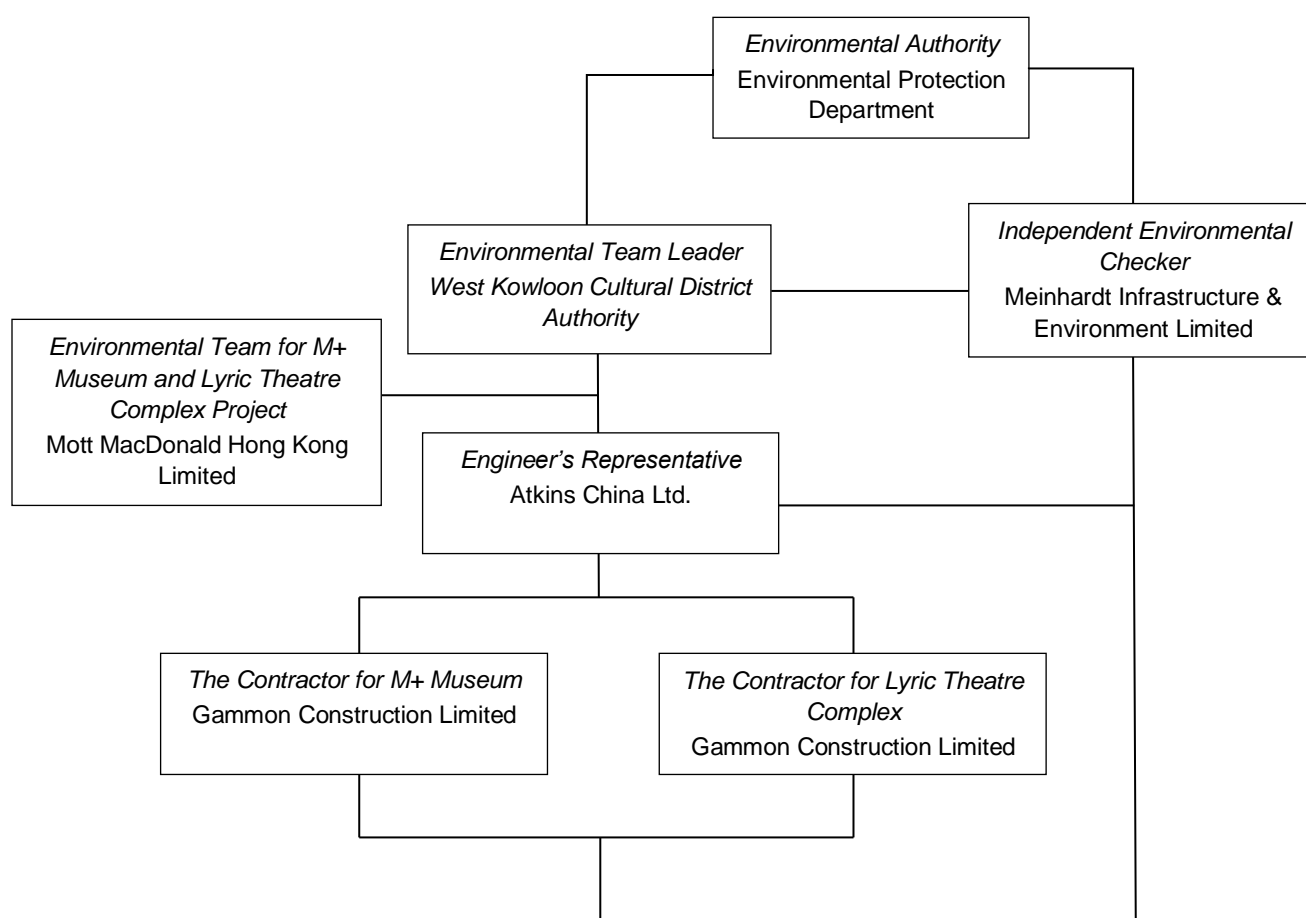 Environmental Authority
Environmental Protection
Department
Environmental Team Leader
West Kowloon Cultural District
Authority
Independent Environmental
Checker
Meinhardt Infrastructure &
Environment Limited
Environmental Team for M+
Museum and Lyric Theatre
Complex Project
Mott MacDonald Hong Kong
Limited
Engineer’s Representative
Atkins China Ltd.
The Contractor for M+ Museum
Gammon Construction Limited
The Contractor for Lyric Theatre
Complex
Gammon Construction Limited